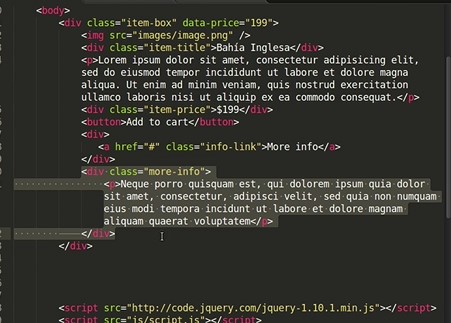 <body>
<div class="item-box" data-price="199">
<img src="images/image.png" />
<div class="item-title">Bahía Inglesa</div>
<p>Lorem ipsum dolor sit amet, consectetur adipisicing elit,
sed do eiusmod tempor incididunt ut labore et dolore magna
aliqua. Ut enim ad minim veniam, quis nostrud exercitation
ullamco laboris nisi ut aliquip ex ea commodo consequat.</p>
<div class="item-price">$199</div>
<button>Add to cart</button>
<div>
<a href="#" class="info-link">More info</a>
</div>
<div class="more-info">
<p>Neque porro quisquam est, qui dolorem ipsum quia dolor
sit amet, consectetur, adipisci velit, sed quia non numquam
eius modi tempora incidunt ut labore et dolore magnam
aliquam quaerat voluptatem</p>
</div>
</div>
<script src="http://code.jquery.com/jquery-1.10.1.min.js"></script>
<script src="js/script.js"></script>